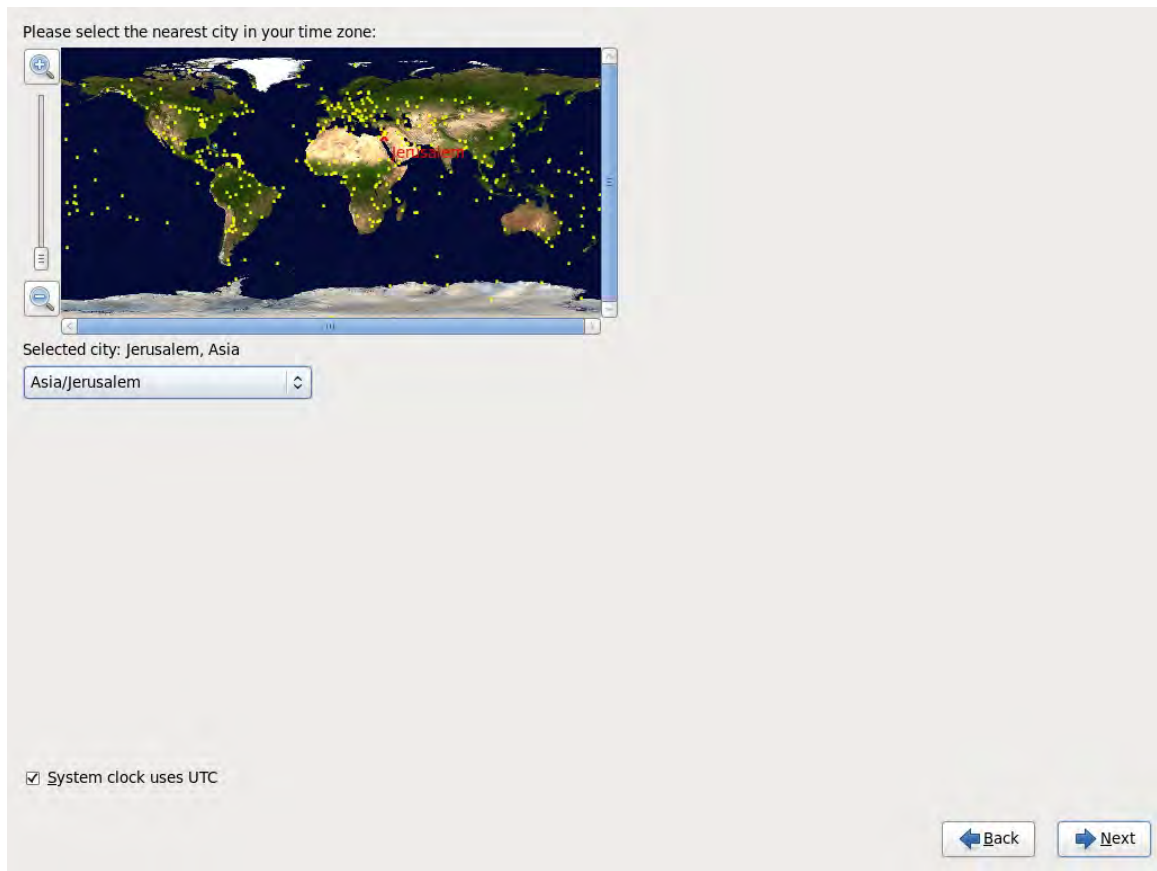 Please select the nearest city in your time zone:
Jerusalem
Selected city: Jerusalem, Asia
Asia/Jerusalem
System clock uses UTC
Back
Next